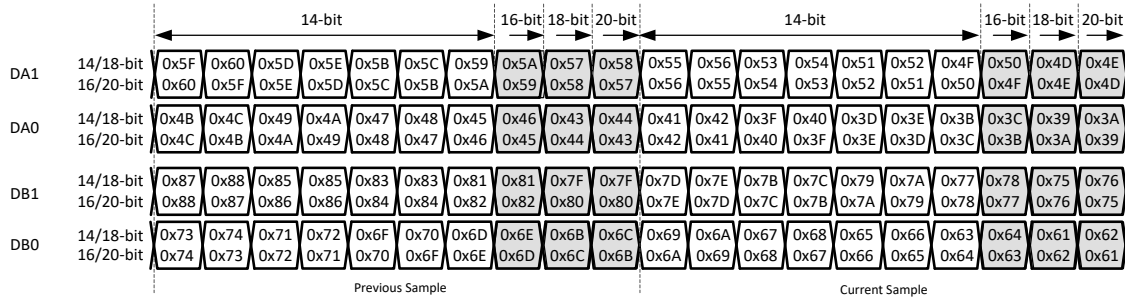 14-bit 16-bit 18-bit 20-bit 14-bit 16-bit 18-bit 20-bit
DA1
14/18-bit 0x5F 0x60 0x5D 0x5E 0x5B 0x5C 0x59 0x5A 0x57 0x58 0x55 0x56 0x53 0x54 0x51 0x52 0x4F 0x50 0x4D 0x4E
16/20-bit 0x60 0x5F 0x5E 0x5D 0x5C 0x5B 0x5A 0x59 0x58 0x57 0x56 0x55 0x54 0x53 0x52 0x51 0x50 0x4F 0x4E 0x4D
DA0
14/18-bit 0x4B 0x4C 0x49 0x4A 0x47 0x48 0x45 0x46 0x43 0x44 0x41 0x42 0x3F 0x40 0x3D 0x3E 0x3B 0x3C 0x39 0x3A
16/20-bit 0x4C 0x4B 0x4A 0x49 0x48 0x47 0x46 0x45 0x44 0x43 0x42 0x41 0x40 0x3F 0x3E 0x3D 0x3C 0x3B 0x3A 0x39
DB1
14/18-bit 0x87 0x88 0x85 0x85 0x83 0x83 0x81 0x81 0x7F 0x7F 0x7D 0x7E 0x7B 0x7C 0x79 0x7A 0x77 0x78 0x75 0x76
16/20-bit 0x88 0x87 0x86 0x86 0x84 0x84 0x82 0x82 0x80 0x80 0x7E 0x7D 0x7C 0x7B 0x7A 0x79 0x78 0x77 0x76 0x75
DB0
14/18-bit 0x73 0x74 0x71 0x72 0x6F 0x70 0x6D 0x6E 0x6B 0x6C 0x69 0x6A 0x67 0x68 0x65 0x66 0x63 0x64 0x61 0x62
16/20-bit 0x74 0x73 0x72 0x71 0x70 0x6F 0x6E 0x6D 0x6C 0x6B 0x6A 0x69 0x68 0x67 0x66 0x65 0x64 0x63 0x62 0x61
Previous Sample Current Sample